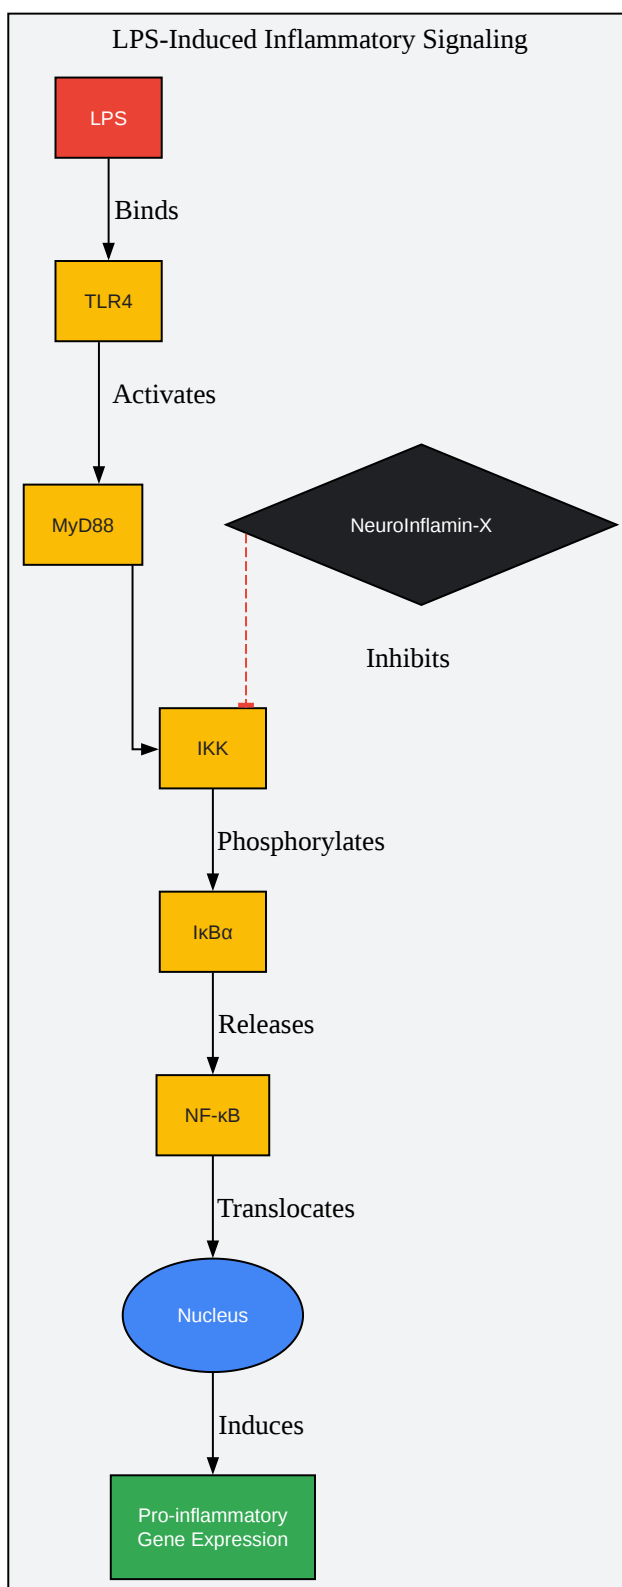 LPS-Induced Inflammatory Signaling
LPS
Binds
TLR4
Activates
MyD88
NeuroInflamin-X
Inhibits
IKK
Phosphorylates
IκBα
Releases
NF-κB
Translocates
Nucleus
Induces
Pro-inflammatory
Gene Expression